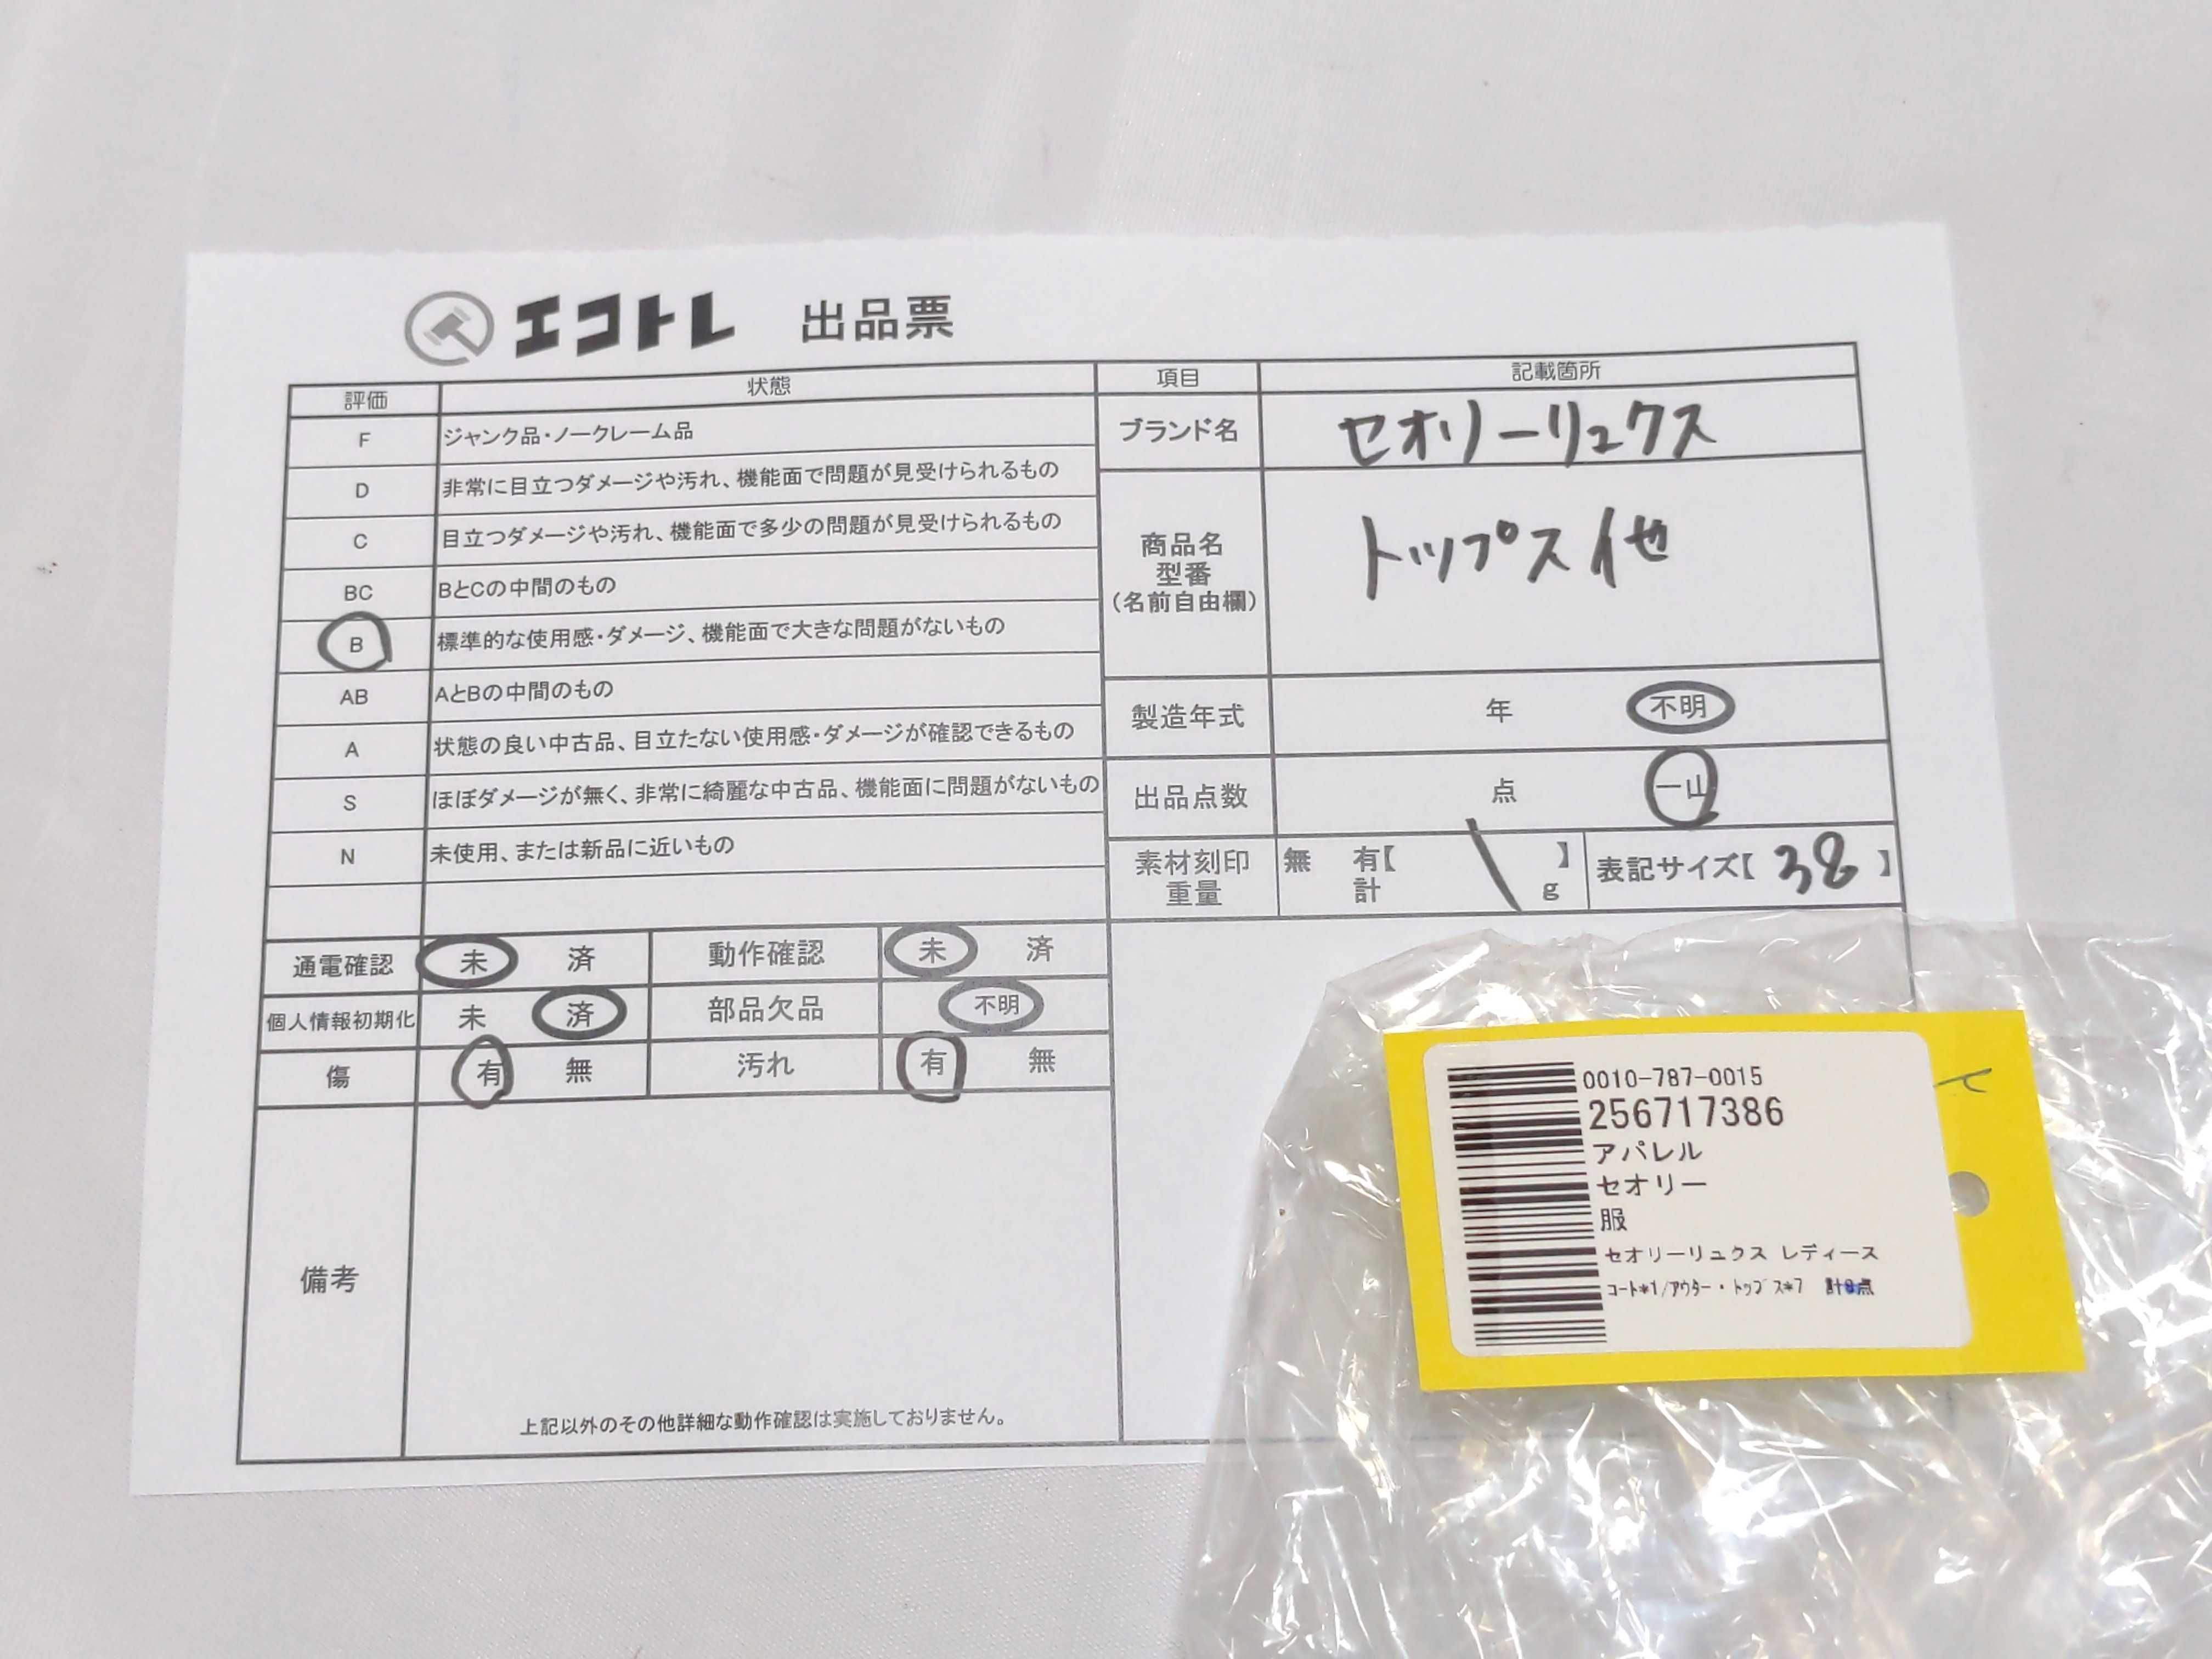 エコトレ 出品票
評価 状態
F ジャンク品・ノークレーム品
D 非常に目立つダメージや汚れ、機能面で問題が見受けられるもの
C 目立つダメージや汚れ、機能面で多少の問題が見受けられるもの
BC BとCの中間のもの
B 標準的な使用感・ダメージ、機能面で大きな問題がないもの
AB AとBの中間のもの
A 状態の良い中古品、目立たない使用感・ダメージが確認できるもの
S ほぼダメージが無く、非常に綺麗な中古品、機能面に問題がないもの
N 未使用、または新品に近いもの
通電確認 未 済 動作確認 未 済
個人情報初期化 未 済 部品欠品 不明
傷 有 無 汚れ 有 無
備考
上記以外のその他詳細な動作確認は実施しておりません。
項目 記載箇所
ブランド名 セオリーリュクス
商品名
型番
(名前自由欄)
トップス他
製造年式 年 不明
出品点数 点 一山
素材刻印 無 有【 】
重量 計 g
表記サイズ【 38 】
0010-787-0015
256717386
アパレル
セオリー
服
セオリーリュクス レディース
コート*1/アウター・トップス*7 計 点